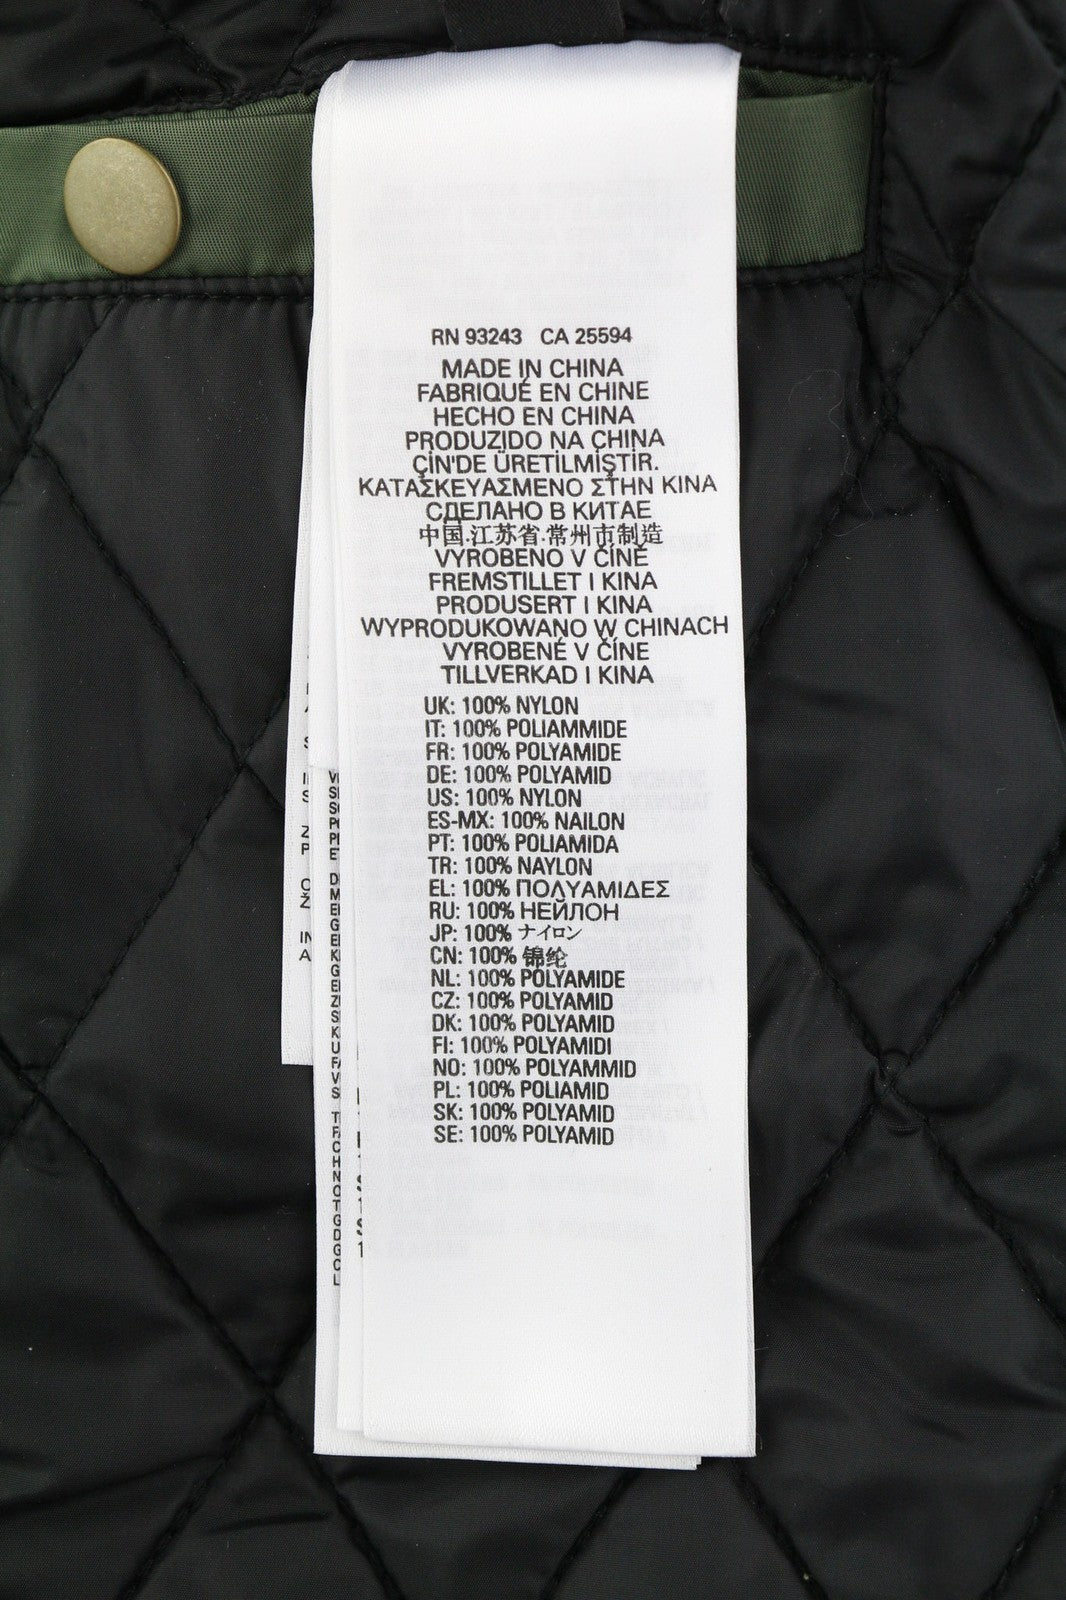 RN 93243 CA 25594
MADE IN CHINA
FABRIQUÉ EN CHINE
HECHO EN CHINA
PRODUZIDO NA CHINA
ÇİN'DE ÜRETİLMİŞTİR.
ΚΑΤΑΣΚΕΥΑΣΜΕΝΟ ΣΤΗΝ ΚΙΝΑ
СДЕЛАНО В КИТАЕ
中国.江苏省.常州市制造
VYROBENO V ČÍNĚ
FREMSTILLET I KINA
PRODUSERT I KINA
WYPRODUKOWANO W CHINACH
VYROBENÉ V ČÍNE
TILLVERKAD I KINA
UK: 100% NYLON
IT: 100% POLIAMMIDE
FR: 100% POLYAMIDE
DE: 100% POLYAMID
US: 100% NYLON
ES-MX: 100% NAILON
PT: 100% POLIAMIDA
TR: 100% NAYLON
EL: 100% ΠΟΛΥΑΜΙΔΕΣ
RU: 100% НЕЙЛОН
JP: 100% ナイロン
CN: 100% 锦纶
NL: 100% POLYAMIDE
CZ: 100% POLYAMID
DK: 100% POLYAMID
FI: 100% POLYAMIDI
NO: 100% POLYAMMID
PL: 100% POLIAMID
SK: 100% POLYAMID
SE: 100% POLYAMID